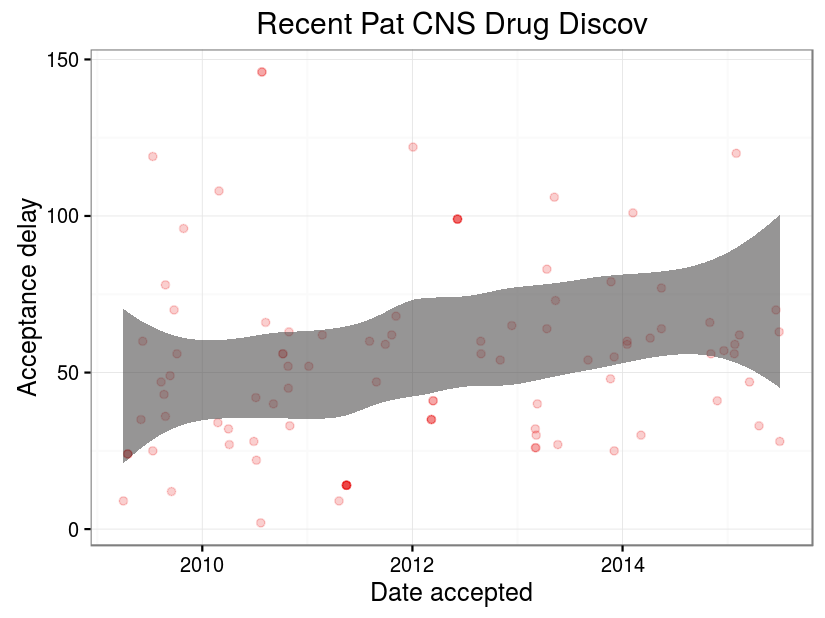 Recent Pat CNS Drug Discov
150
100
50
0
Acceptance delay
2010 2012 2014
Date accepted